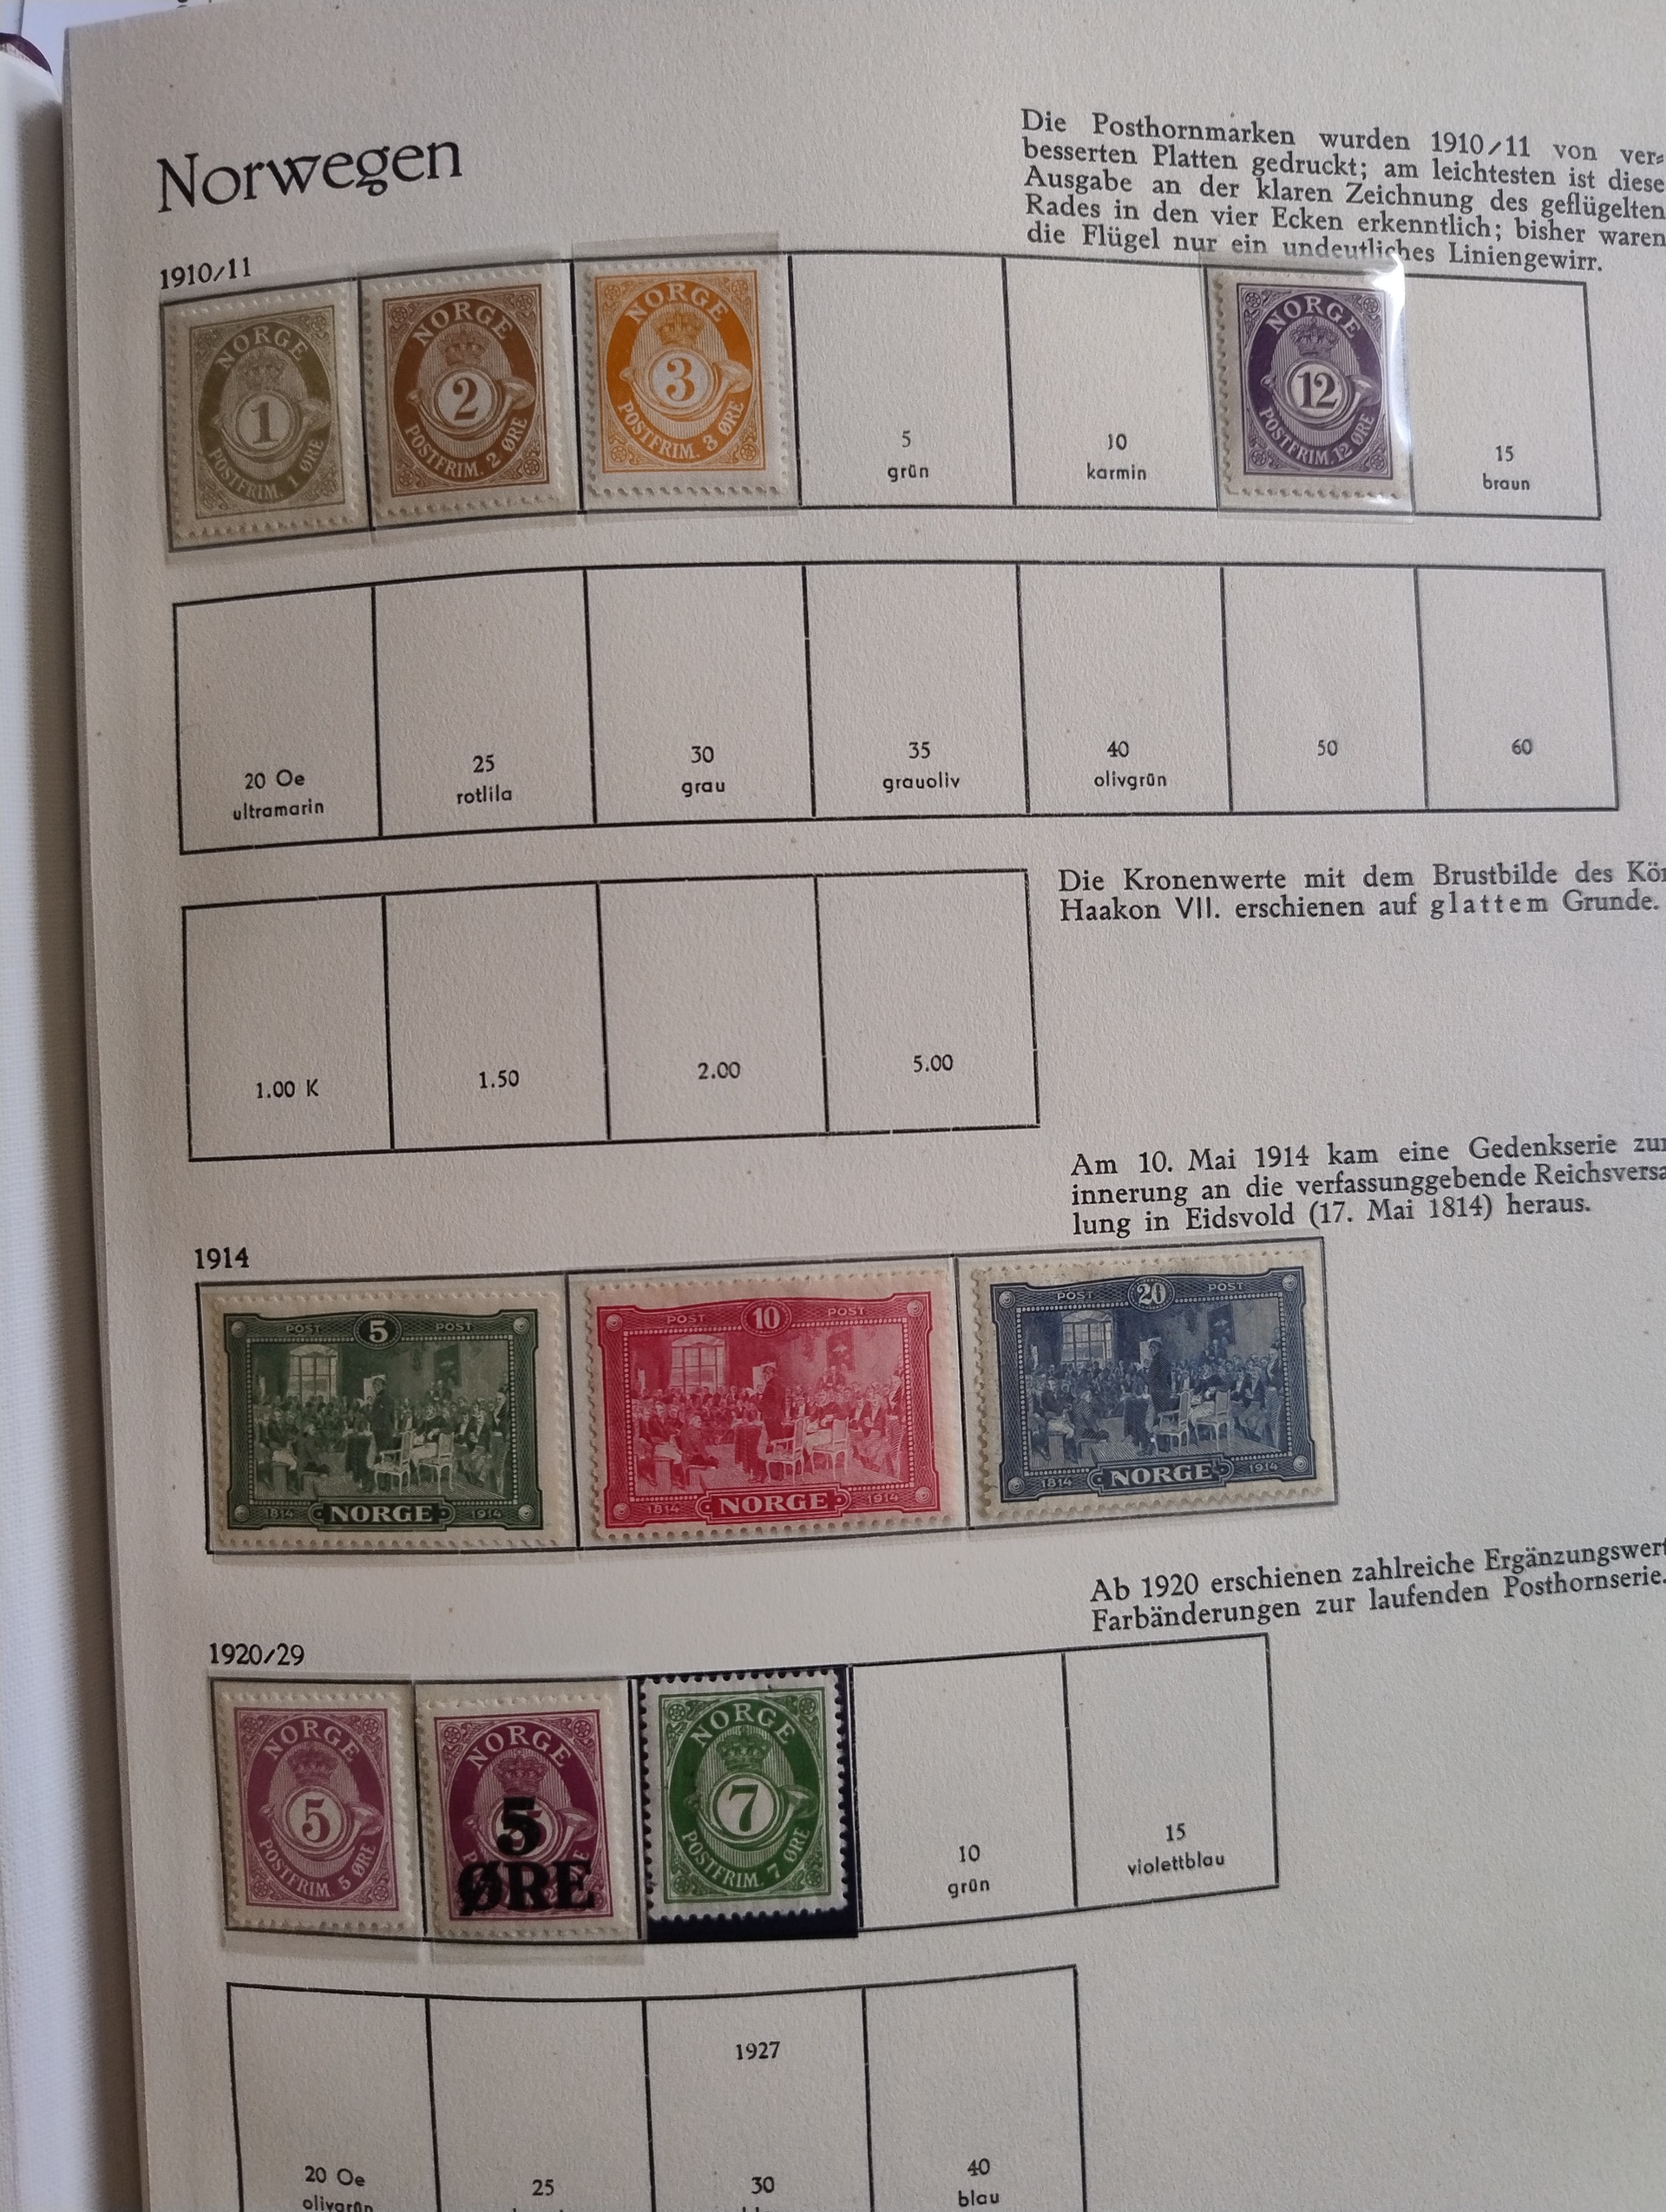 Norwegen
Die Posthornmarken wurden 1910/11 von ver=
besserten Platten gedruckt; am leichtesten ist diese
Ausgabe an der klaren Zeichnung des geflügelten
Rades in den vier Ecken erkenntlich; bisher waren
die Flügel nur ein undeutliches Liniengewirr.
1910/11
NORGE
1
POSTFRIM. 1 ØRE
NORGE
2
POSTFRIM. 2 ØRE
NORGE
3
POSTFRIM. 3 ØRE
5
grün
10
karmin
NORGE
12
POSTFRIM. 12 ØRE
15
braun
20 Oe
ultramarin
25
rotlila
30
grau
35
grauoliv
40
olivgrün
50
60
Die Kronenwerte mit dem Brustbilde des Kön
Haakon VII. erschienen auf glattem Grunde.
1.00 K
1.50
2.00
5.00
Am 10. Mai 1914 kam eine Gedenkserie zur
innerung an die verfassunggebende Reichsversa
lung in Eidsvold (17. Mai 1814) heraus.
1914
POST 5 POST
1814 NORGE 1914
POST 10 POST
1814 NORGE 1914
POST 20 POST
1814 NORGE 1914
Ab 1920 erschienen zahlreiche Ergänzungswert
Farbänderungen zur laufenden Posthornserie.
1920/29
NORGE
5
POSTFRIM 5 ØRE
NORGE
5
ØRE
NORGE
7
POSTFRIM. 7 ØRE
10
grün
15
violettblau
20 Oe
olivgrün
25
1927
30
40
blau